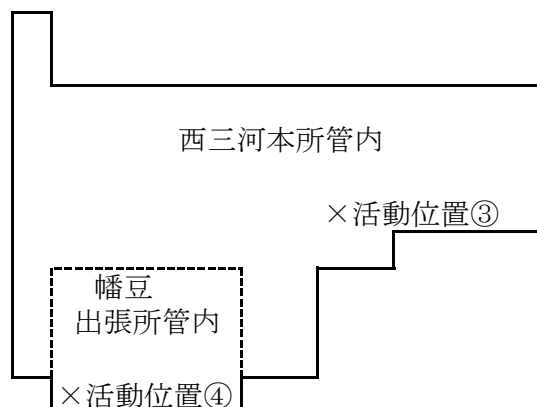 西三河本所管内
×活動位置③
幡豆
出張所管内
×活動位置④